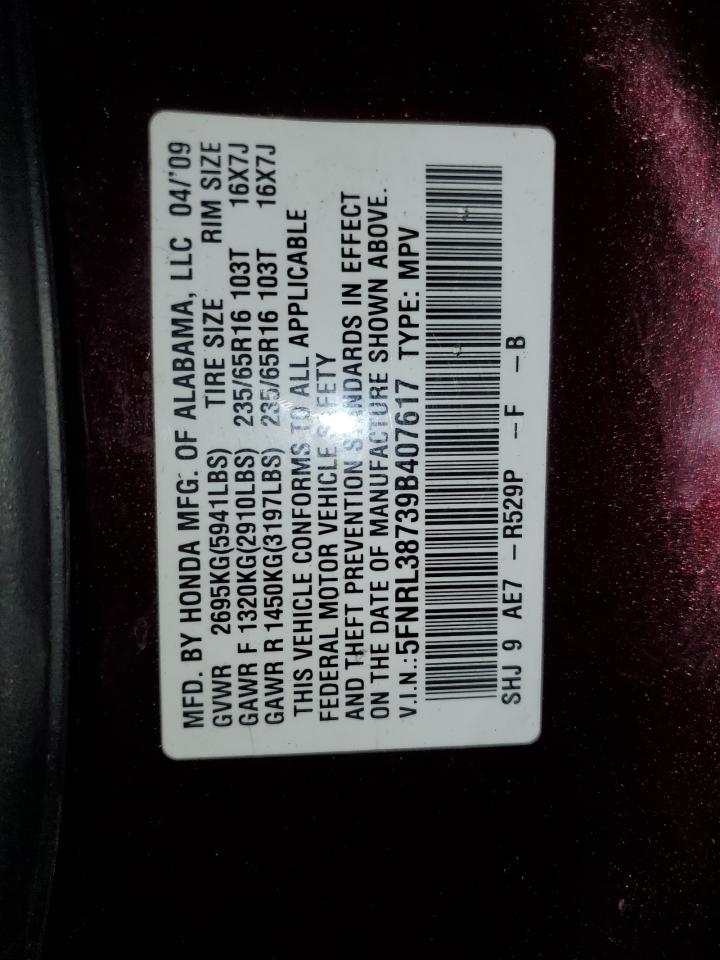 MFD. BY HONDA MFG. OF ALABAMA, LLC 04/'09
GVWR 2695KG(5941LBS) TIRE SIZE RIM SIZE
GAWR F 1320KG(2910LBS) 235/65R16 103T 16X7J
GAWR R 1450KG(3197LBS) 235/65R16 103T 16X7J
THIS VEHICLE CONFORMS TO ALL APPLICABLE
FEDERAL MOTOR VEHICLE SAFETY
AND THEFT PREVENTION STANDARDS IN EFFECT
ON THE DATE OF MANUFACTURE SHOWN ABOVE.
V.I.N.:5FNRL38739B407617 TYPE: MPV
SHJ 9 AE7 -R529P -F -B